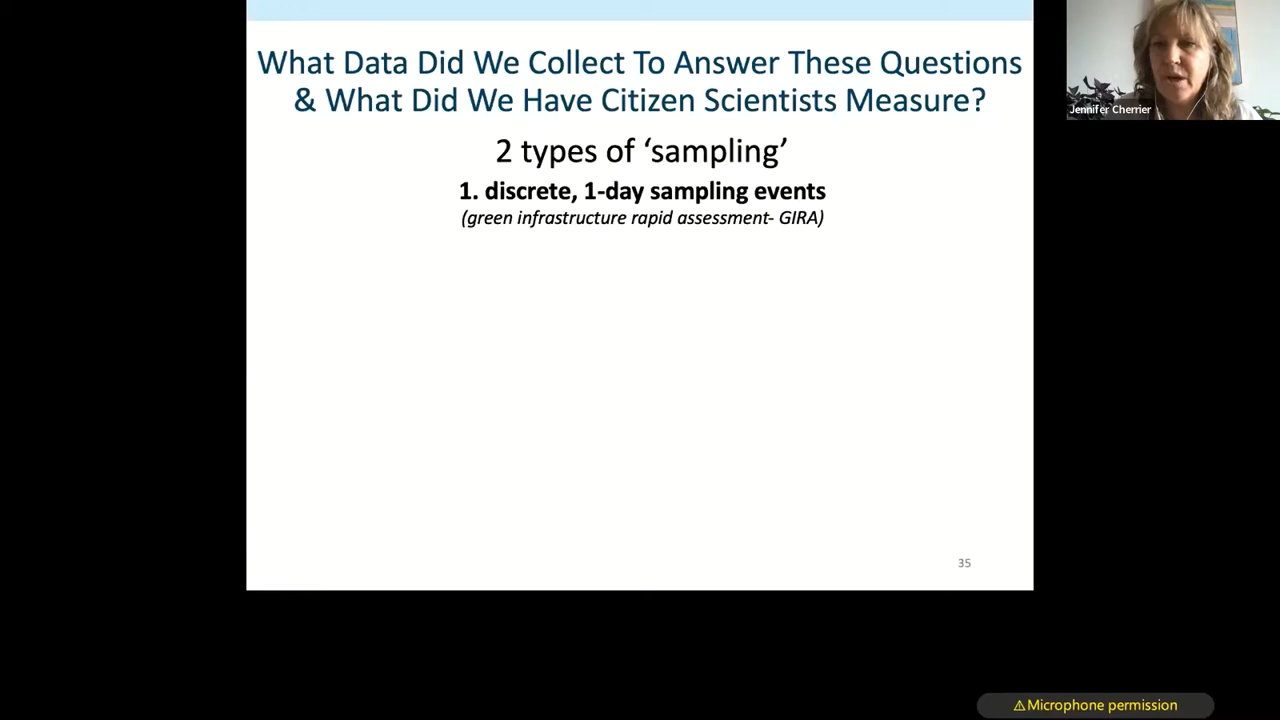 What Data Did We Collect To Answer These Questions
& What Did We Have Citizen Scientists Measure?
2 types of ‘sampling’
1. discrete, 1-day sampling events
(green infrastructure rapid assessment- GIRA)
35
Jennifer Cherrier
⚠Microphone permission